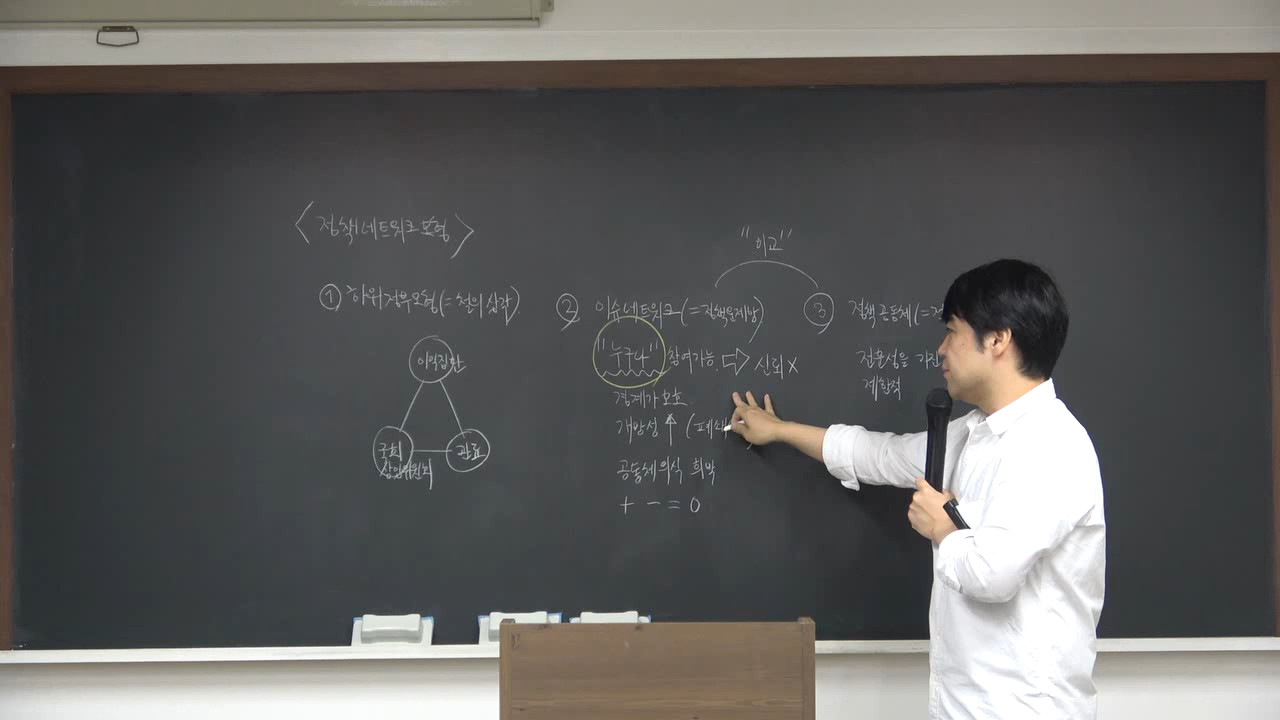 <정책네트워크모형>
"비교"
① 하위정부모형(=철의 삼각)
이익집단
국회
상임위원회
관료
② 이슈네트워크(=정책문제망)
"누구나" 참여가능 ⇨ 신뢰 x
경계가 모호
개방성↑ (폐쇄
공동체의식 희박
+ - = 0
③ 정책공동체(=정
전문성을 가진
제한적